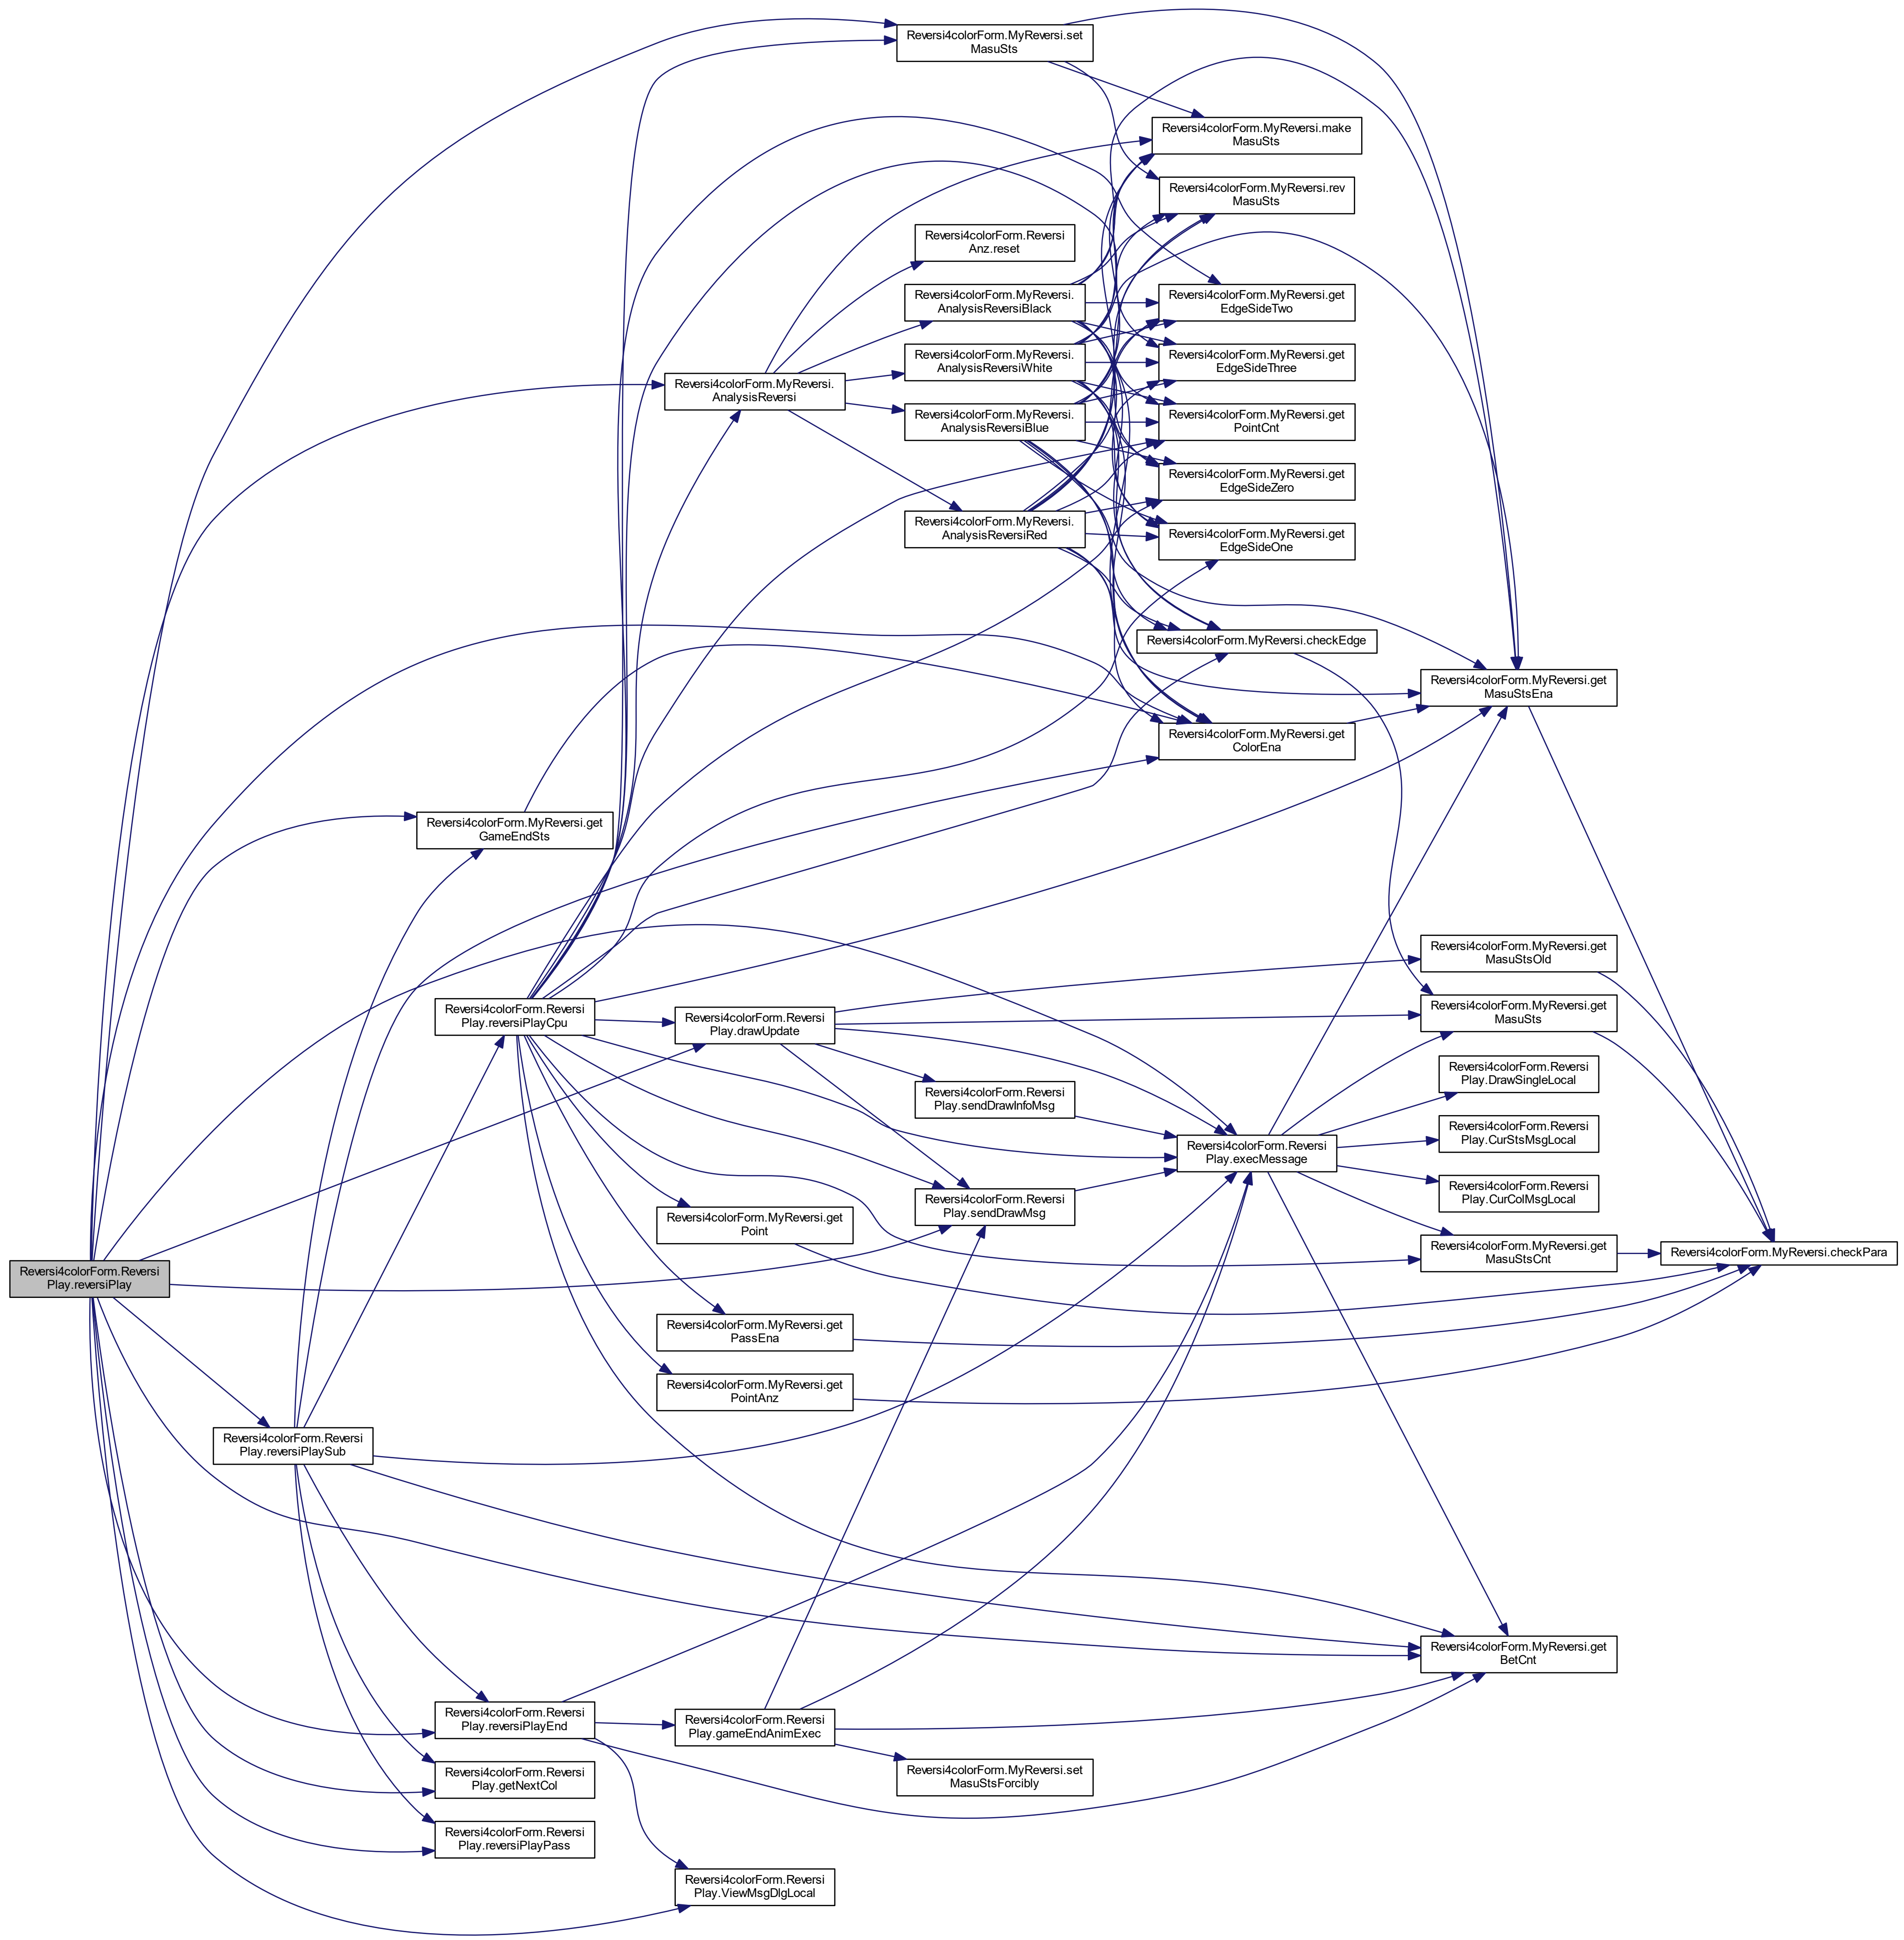 Reversi4colorForm.MyReversi.set
MasuSts
Reversi4colorForm.MyReversi.make
MasuSts
Reversi4colorForm.MyReversi.rev
MasuSts
Reversi4colorForm.Reversi
Anz.reset
Reversi4colorForm.MyReversi.
AnalysisReversiBlack
Reversi4colorForm.MyReversi.get
EdgeSideTwo
Reversi4colorForm.MyReversi.
AnalysisReversiWhite
Reversi4colorForm.MyReversi.get
EdgeSideThree
Reversi4colorForm.MyReversi.
AnalysisReversi
Reversi4colorForm.MyReversi.
AnalysisReversiBlue
Reversi4colorForm.MyReversi.get
PointCnt
Reversi4colorForm.MyReversi.get
EdgeSideZero
Reversi4colorForm.MyReversi.
AnalysisReversiRed
Reversi4colorForm.MyReversi.get
EdgeSideOne
Reversi4colorForm.MyReversi.checkEdge
Reversi4colorForm.MyReversi.get
MasuStsEna
Reversi4colorForm.MyReversi.get
ColorEna
Reversi4colorForm.MyReversi.get
GameEndSts
Reversi4colorForm.MyReversi.get
MasuStsOld
Reversi4colorForm.Reversi
Play.reversiPlayCpu
Reversi4colorForm.Reversi
Play.drawUpdate
Reversi4colorForm.MyReversi.get
MasuSts
Reversi4colorForm.Reversi
Play.DrawSingleLocal
Reversi4colorForm.Reversi
Play.sendDrawInfoMsg
Reversi4colorForm.Reversi
Play.CurStsMsgLocal
Reversi4colorForm.Reversi
Play.execMessage
Reversi4colorForm.Reversi
Play.CurColMsgLocal
Reversi4colorForm.Reversi
Play.sendDrawMsg
Reversi4colorForm.MyReversi.get
Point
Reversi4colorForm.MyReversi.get
MasuStsCnt
Reversi4colorForm.MyReversi.checkPara
Reversi4colorForm.Reversi
Play.reversiPlay
Reversi4colorForm.MyReversi.get
PassEna
Reversi4colorForm.MyReversi.get
PointAnz
Reversi4colorForm.Reversi
Play.reversiPlaySub
Reversi4colorForm.MyReversi.get
BetCnt
Reversi4colorForm.Reversi
Play.reversiPlayEnd
Reversi4colorForm.Reversi
Play.gameEndAnimExec
Reversi4colorForm.MyReversi.set
MasuStsForcibly
Reversi4colorForm.Reversi
Play.getNextCol
Reversi4colorForm.Reversi
Play.reversiPlayPass
Reversi4colorForm.Reversi
Play.ViewMsgDlgLocal